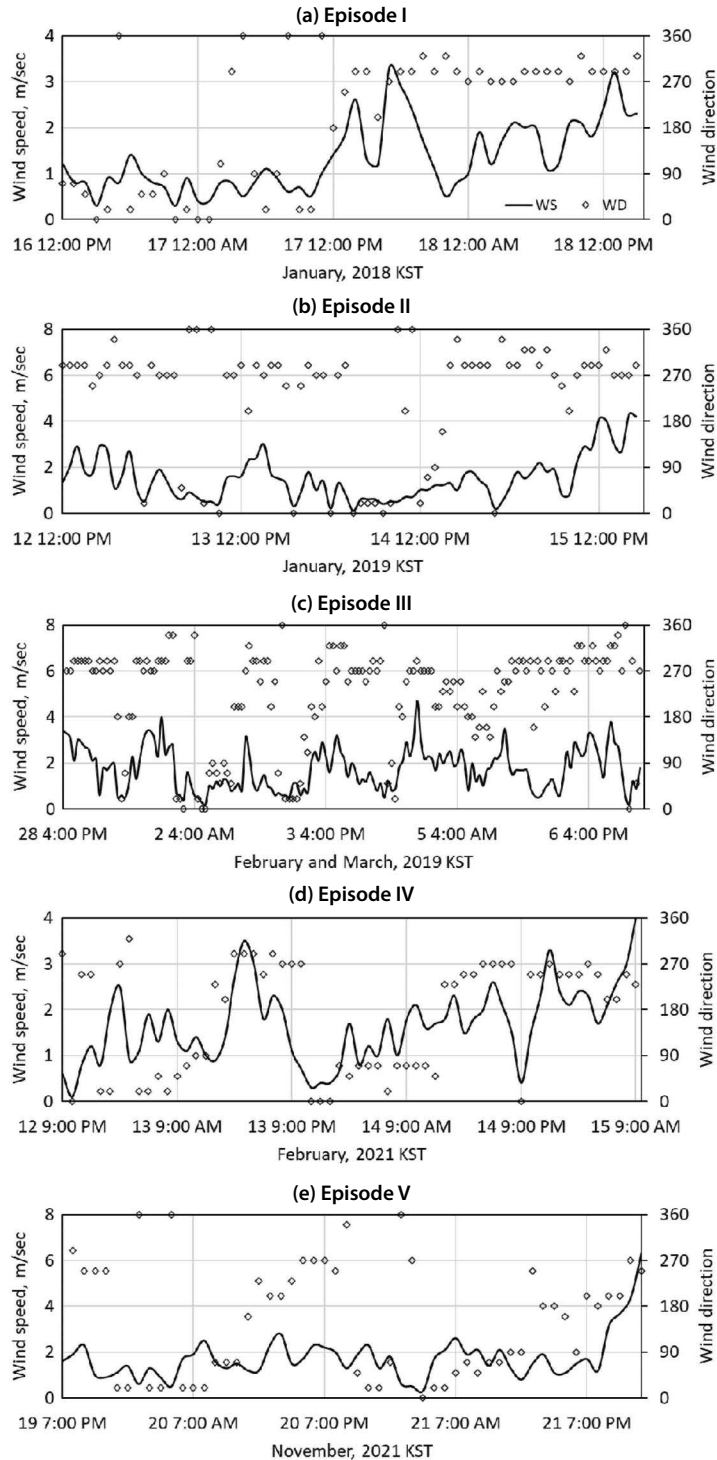 (a) Episode I
4
3
2
1
0
360
270
180
90
0
Wind speed, m/sec
Wind direction
WS WD
16 12:00 PM 17 12:00 AM 17 12:00 PM 18 12:00 AM 18 12:00 PM
January, 2018 KST
(b) Episode II
8
6
4
2
0
360
270
180
90
0
Wind speed, m/sec
Wind direction
12 12:00 PM 13 12:00 PM 14 12:00 PM 15 12:00 PM
January, 2019 KST
(c) Episode III
8
6
4
2
0
360
270
180
90
0
Wind speed, m/sec
Wind direction
28 4:00 PM 2 4:00 AM 3 4:00 PM 5 4:00 AM 6 4:00 PM
February and March, 2019 KST
(d) Episode IV
4
3
2
1
0
360
270
180
90
0
Wind speed, m/sec
Wind direction
12 9:00 PM 13 9:00 AM 13 9:00 PM 14 9:00 AM 14 9:00 PM 15 9:00 AM
February, 2021 KST
(e) Episode V
8
6
4
2
0
360
270
180
90
0
Wind speed, m/sec
Wind direction
19 7:00 PM 20 7:00 AM 20 7:00 PM 21 7:00 AM 21 7:00 PM
November, 2021 KST